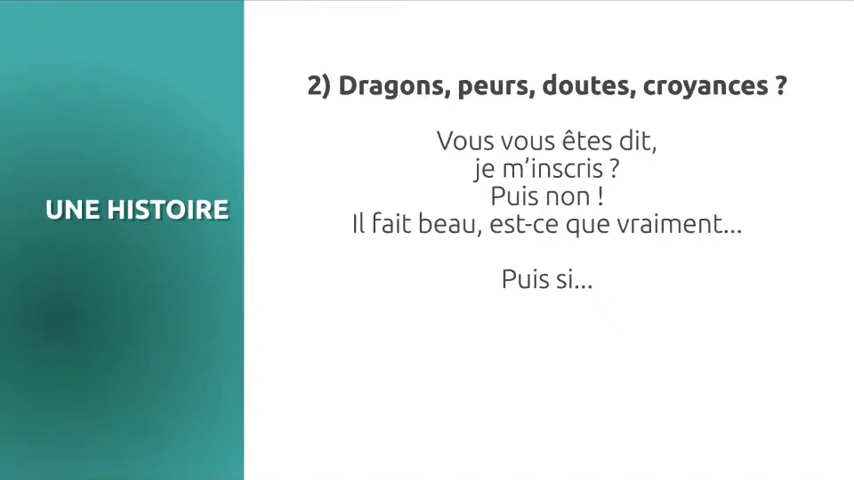 UNE HISTOIRE
2) Dragons, peurs, doutes, croyances ?
Vous vous êtes dit,
je m’inscris ?
Puis non !
Il fait beau, est-ce que vraiment...
Puis si...